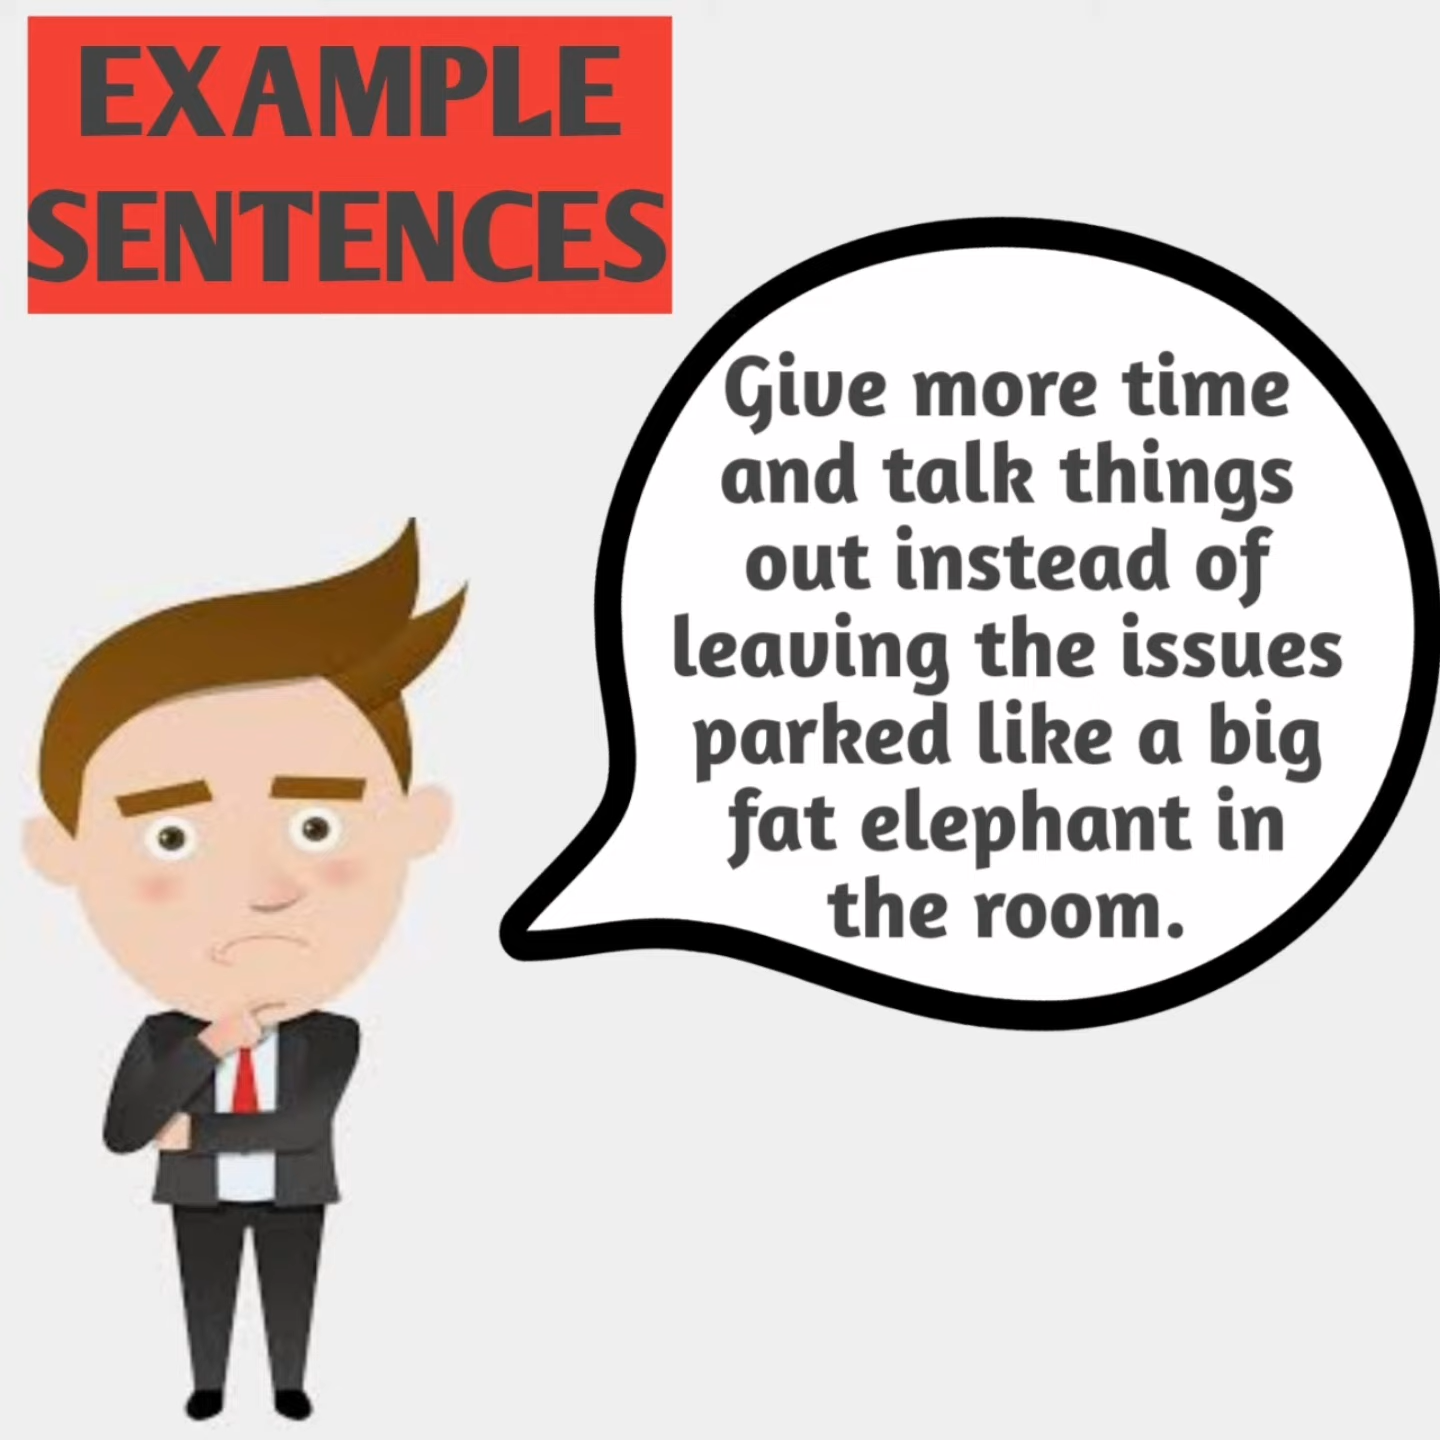 EXAMPLE
SENTENCES
Give more time
and talk things
out instead of
leaving the issues
parked like a big
fat elephant in
the room.